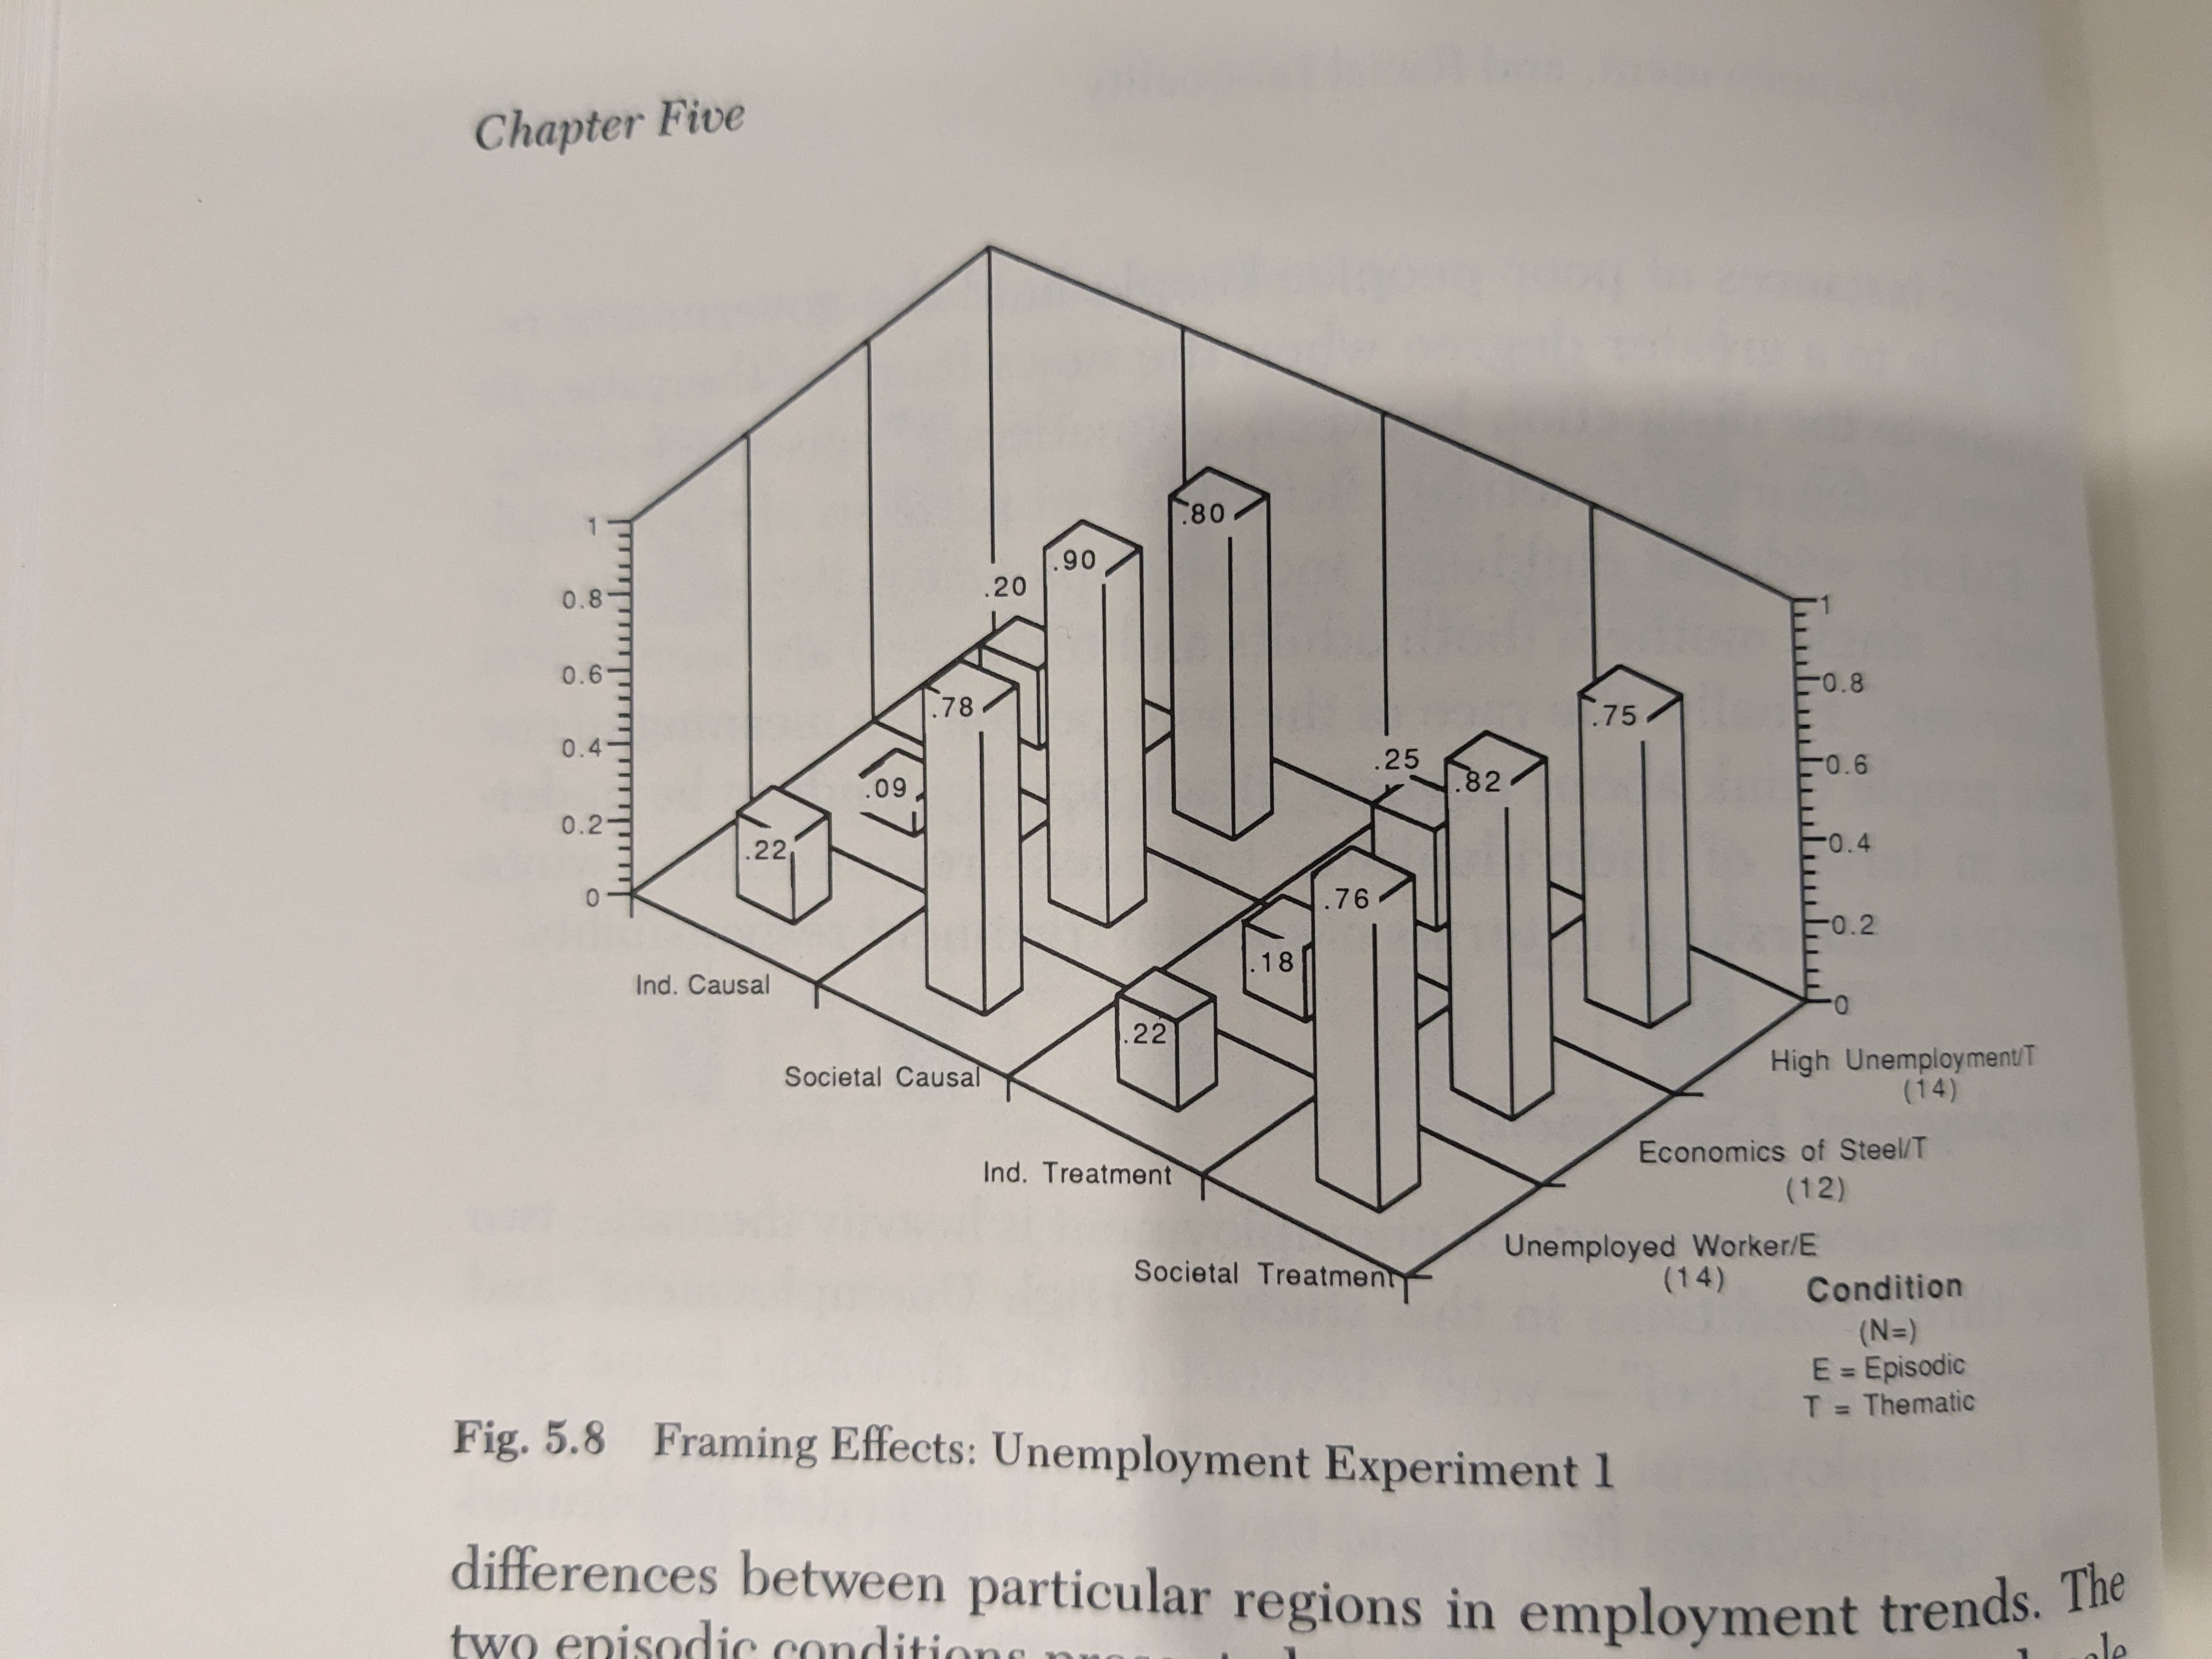 Chapter Five
1
0.8
0.6
0.4
0.2
0
.80
.90
.20
.78
.09
.22
.75
.25
.82
.76
.18
.22
1
0.8
0.6
0.4
0.2
0
Ind. Causal
Societal Causal
Ind. Treatment
Societal Treatment
High Unemployment/T
(14)
Economics of Steel/T
(12)
Unemployed Worker/E
(14)
Condition
(N=)
E = Episodic
T = Thematic
Fig. 5.8 Framing Effects: Unemployment Experiment 1
differences between particular regions in employment trends. The
two episodic conditions